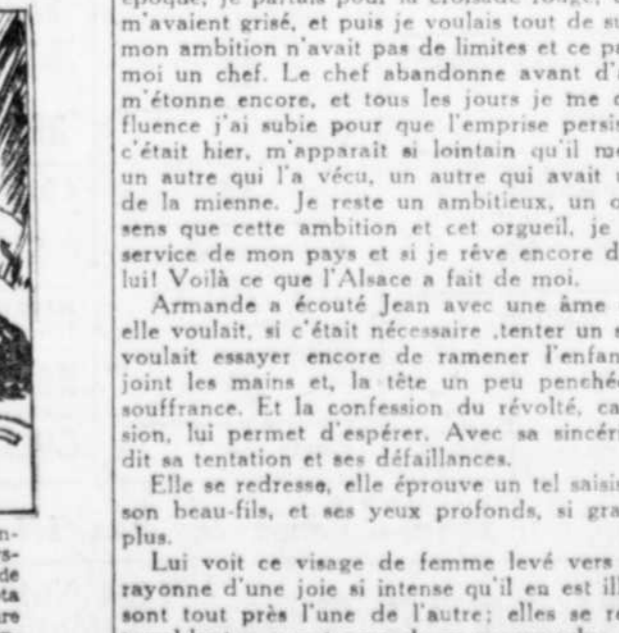 m'avaient grisé, et puis je voulais tout de
mon ambition n'avait pas de limites et ce
moi un chef. Le chef abandonne avant
m'étonne encore, et tous les jours je me
fluence j'ai subie pour que l'emprise
c'était hier, m'apparaît si lointain qu'il
un autre qui l'a vécu, un autre qui avait
de la mienne. Je reste un ambitieux, un
sens que cette ambition et cet orgueil, je
service de mon pays et si je rêve encore
lui! Voilà ce que l'Alsace a fait de moi.
Armande a écouté Jean avec une âme
elle voulait, si c'était nécessaire ,tenter un
voulait essayer encore de ramener l'enfan
joint les mains et, la tête un peu penché
souffrance. Et la confession du révolté,
sion, lui permet d'espérer. Avec sa
dit sa tentation et ses défaillances.
Elle se redresse, elle éprouve un tel
son beau-fils, et ses yeux profonds, si
plus.
Lui voit ce visage de femme levé vers
rayonne d'une joie si intense qu'il en est
sont tout près l'une de l'autre; elles se
n-
s-
de
ta
re